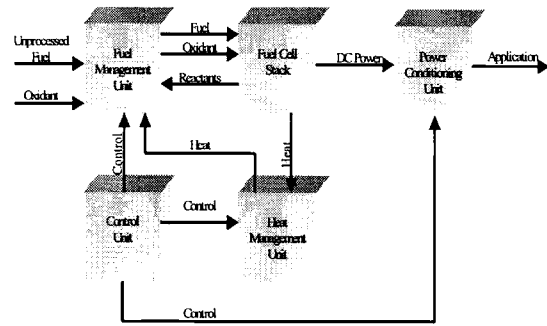 Unprocessed
Fuel
Oxidant
Fuel
Management
Unit
Fuel
Oxidant
Reactants
Fuel Cell
Stack
DC Power
Power
Conditioning
Unit
Application
Control
Heat
Heat
Control
Unit
Control
Heat
Management
Unit
Control